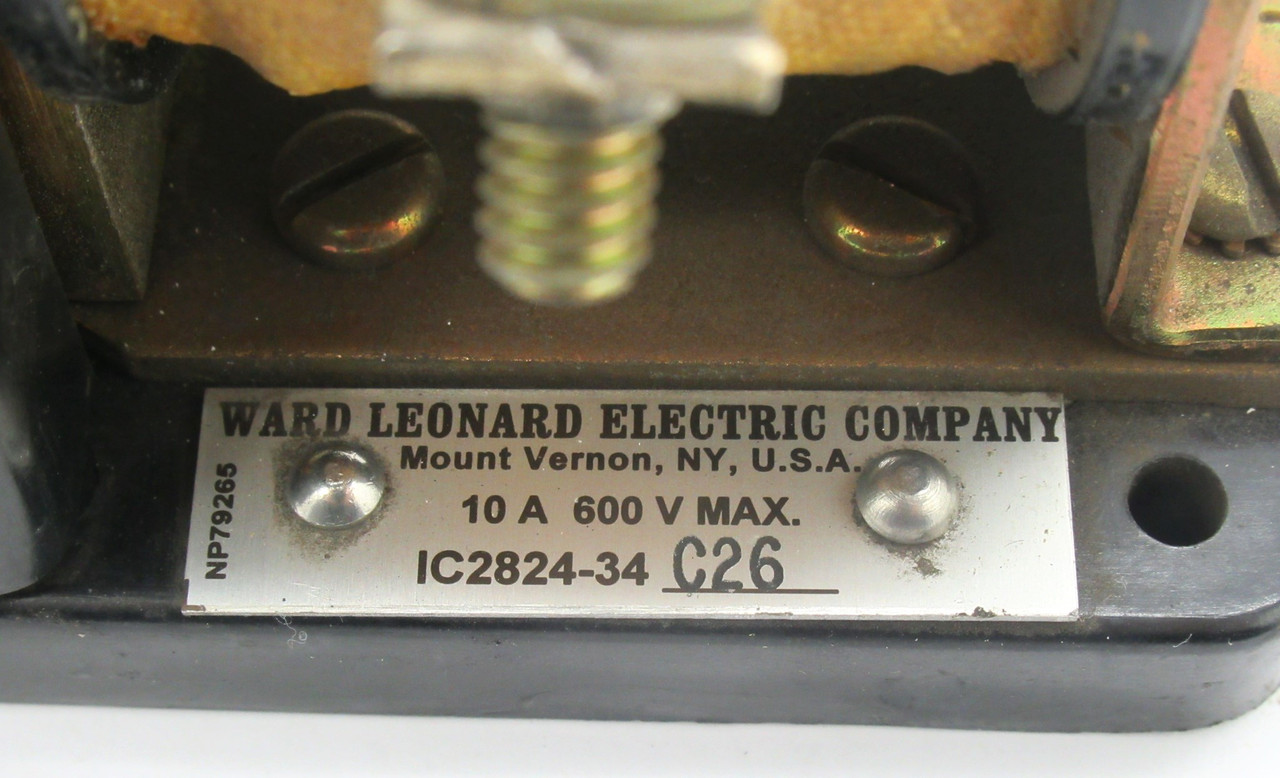 WARD LEONARD ELECTRIC COMPANY
Mount Vernon, NY, U.S.A.
10 A 600 V MAX.
IC2824-34 C26
NP79265